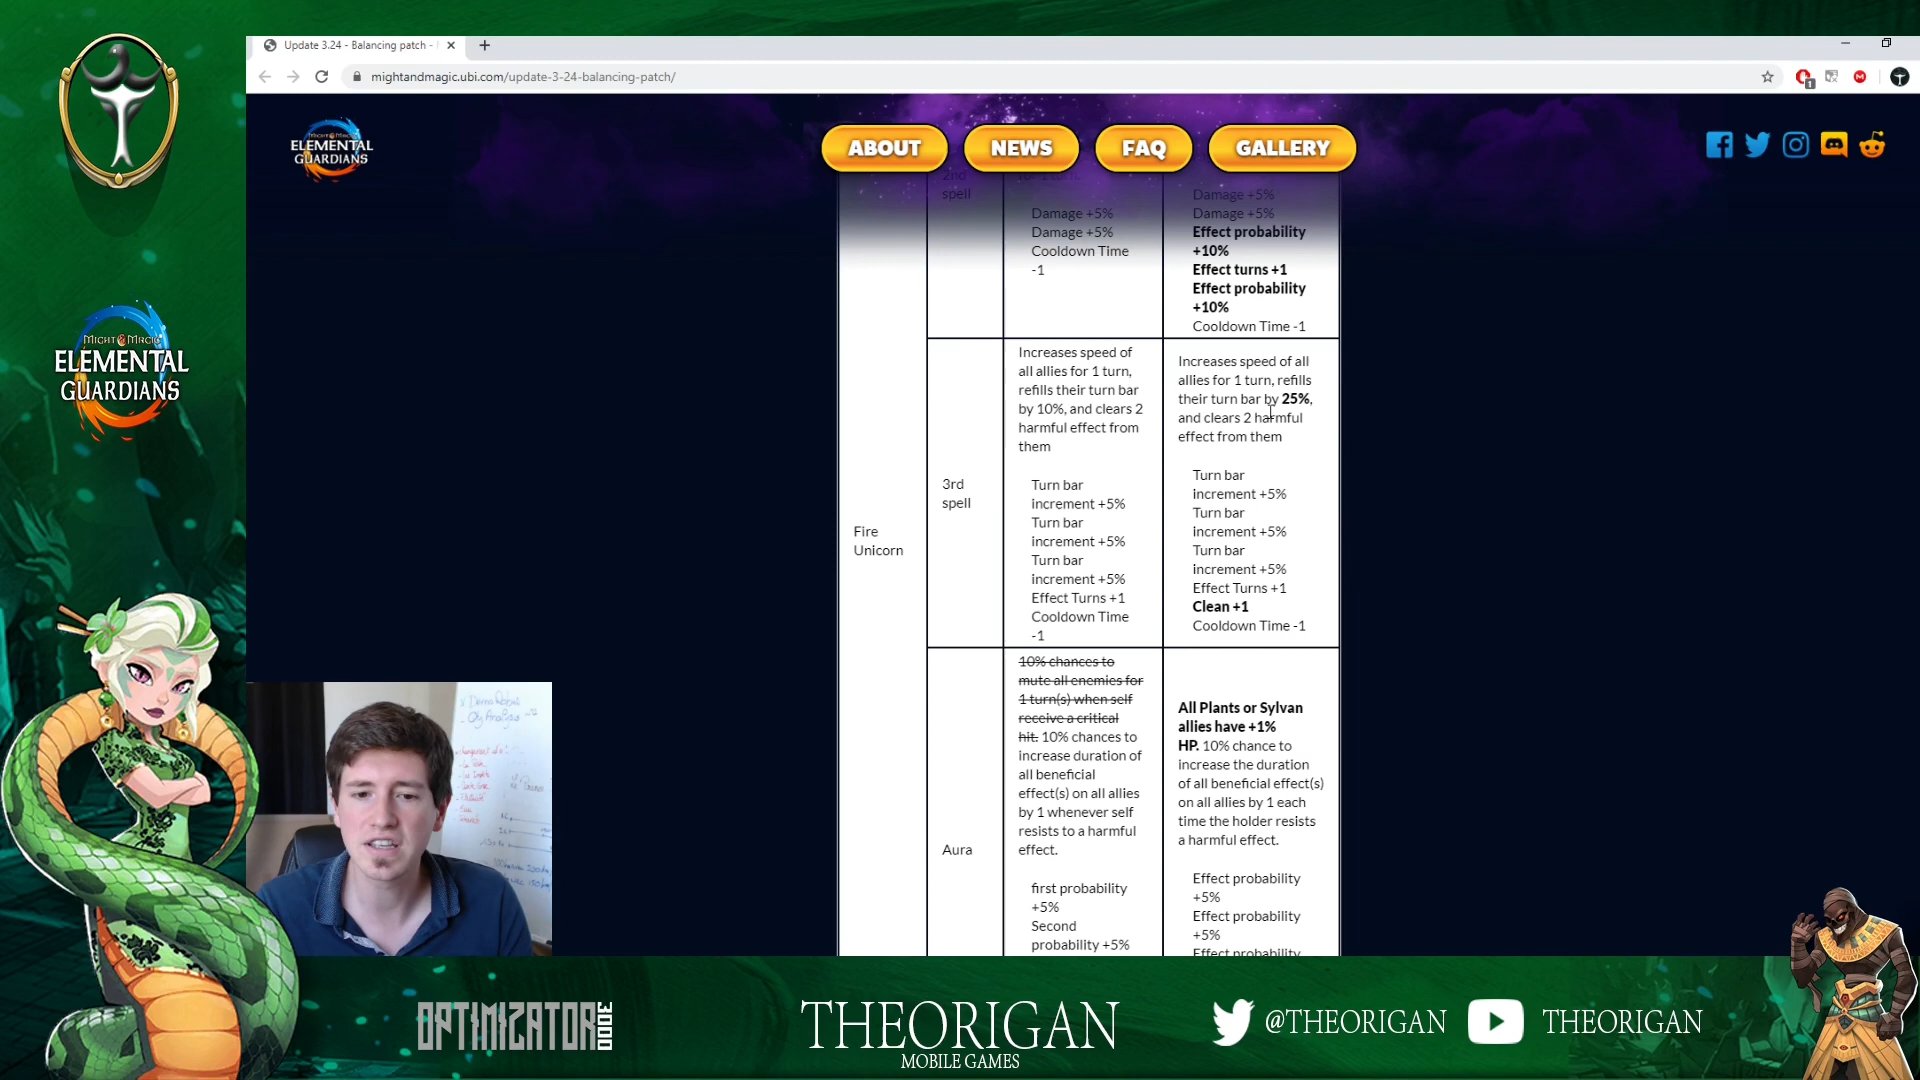 Update 3.24 - Balancing patch -
mightandmagic.ubi.com/update-3-24-balancing-patch/
MIGHT & MAGIC
ELEMENTAL
GUARDIANS
ABOUT
NEWS
FAQ
GALLERY
2nd
spell
for 1 turn.
Damage +5%
Damage +5%
Cooldown Time
-1
Damage +5%
Damage +5%
Effect probability
+10%
Effect turns +1
Effect probability
+10%
Cooldown Time -1
Fire
Unicorn
3rd
spell
Increases speed of
all allies for 1 turn,
refills their turn bar
by 10%, and clears 2
harmful effect from
them
Turn bar
increment +5%
Turn bar
increment +5%
Turn bar
increment +5%
Effect Turns +1
Cooldown Time
-1
Increases speed of all
allies for 1 turn, refills
their turn bar by 25%,
and clears 2 harmful
effect from them
Turn bar
increment +5%
Turn bar
increment +5%
Turn bar
increment +5%
Effect Turns +1
Clean +1
Cooldown Time -1
Aura
10% chances to
mute all enemies for
1 turn(s) when self
receive a critical
hit. 10% chances to
increase duration of
all beneficial
effect(s) on all allies
by 1 whenever self
resists to a harmful
effect.
first probability
+5%
Second
probability +5%
All Plants or Sylvan
allies have +1%
HP. 10% chance to
increase the duration
of all beneficial effect(s)
on all allies by 1 each
time the holder resists
a harmful effect.
Effect probability
+5%
Effect probability
+5%
Effect probability
MIGHT & MAGIC
ELEMENTAL
GUARDIANS
OPTIMIZATOR
3000
THEORIGAN
MOBILE GAMES
@THEORIGAN
THEORIGAN